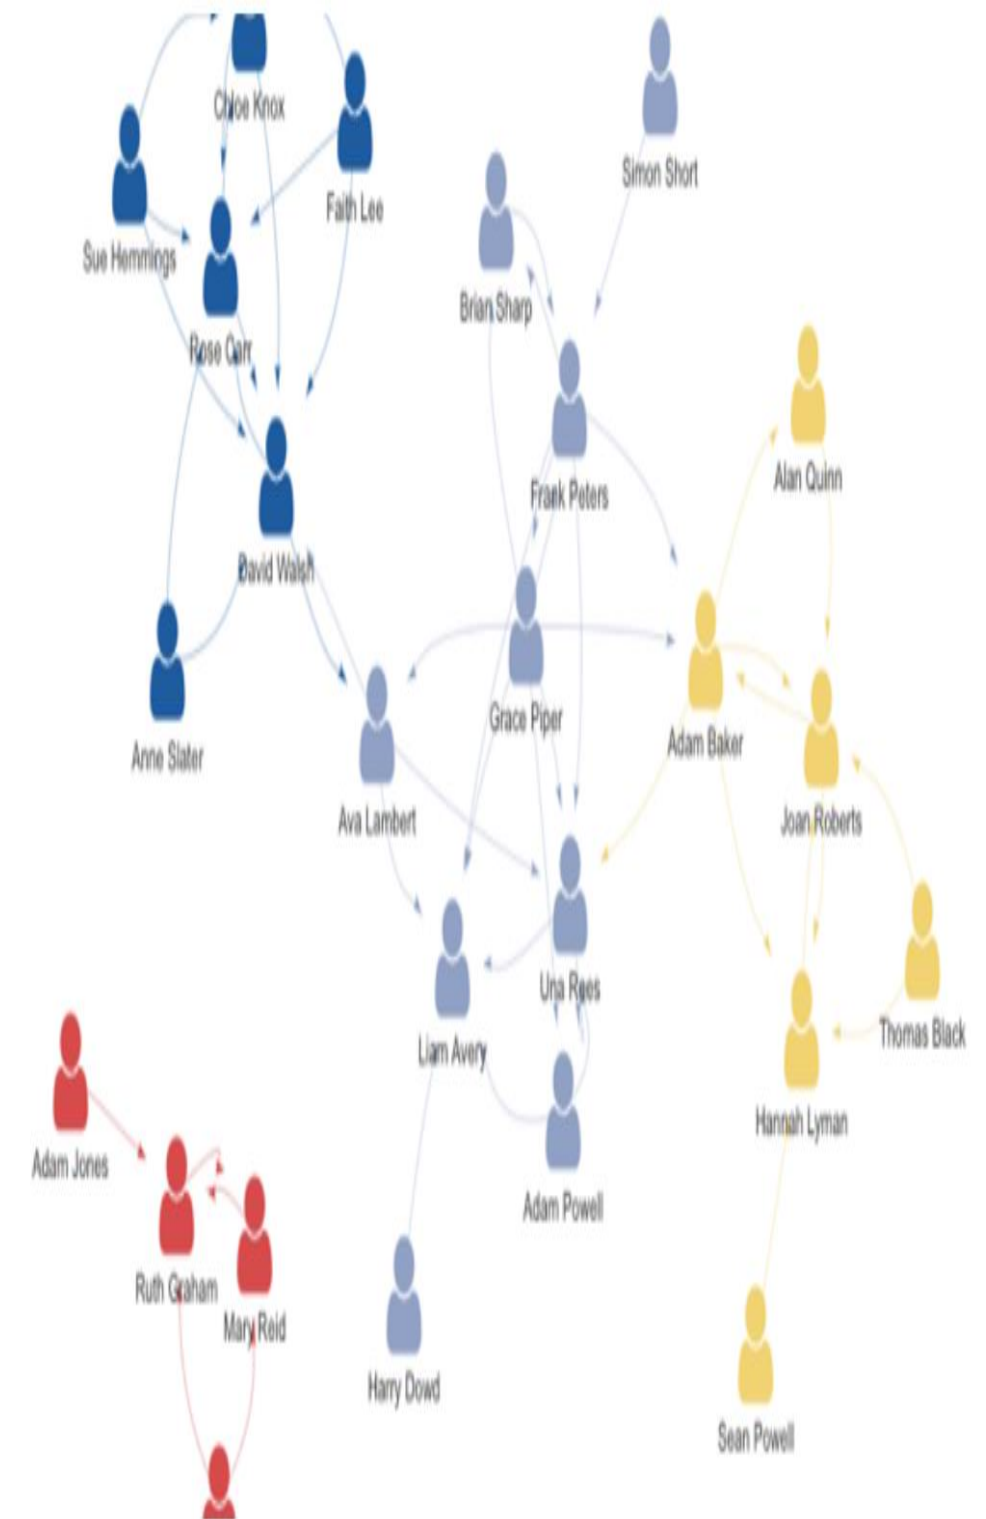 Chloe Knox
Simon Short
Faith Lee
Sue Hemmings
Brian Sharp
Rose Carr
Alan Quinn
Frank Peters
David Walsh
Grace Piper
Adam Baker
Anne Slater
Ava Lambert
Joan Roberts
Una Rees
Thomas Black
Liam Avery
Hannah Lyman
Adam Jones
Adam Powell
Ruth Graham
Mary Reid
Harry Dowd
Sean Powell